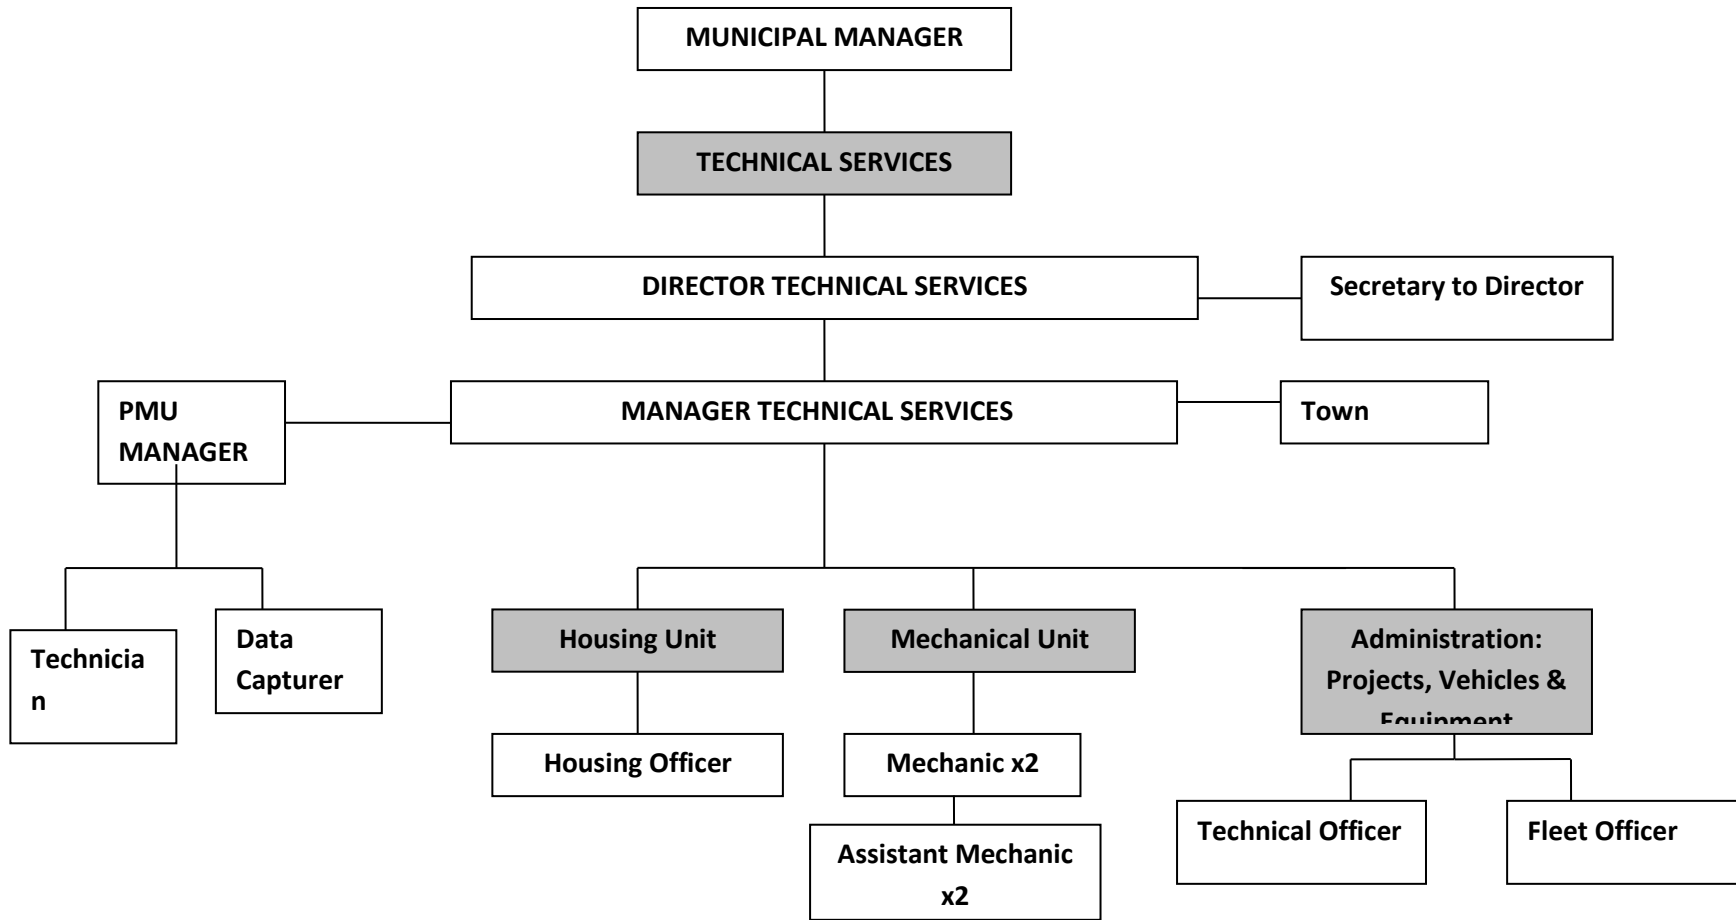 MUNICIPAL MANAGER
TECHNICAL SERVICES
DIRECTOR TECHNICAL SERVICES
Secretary to Director
PMU
MANAGER
MANAGER TECHNICAL SERVICES
Town
Technicia
n
Data
Capturer
Housing Unit
Mechanical Unit
Administration:
Projects, Vehicles &
Equipment
Housing Officer
Mechanic x2
Technical Officer
Fleet Officer
Assistant Mechanic
x2